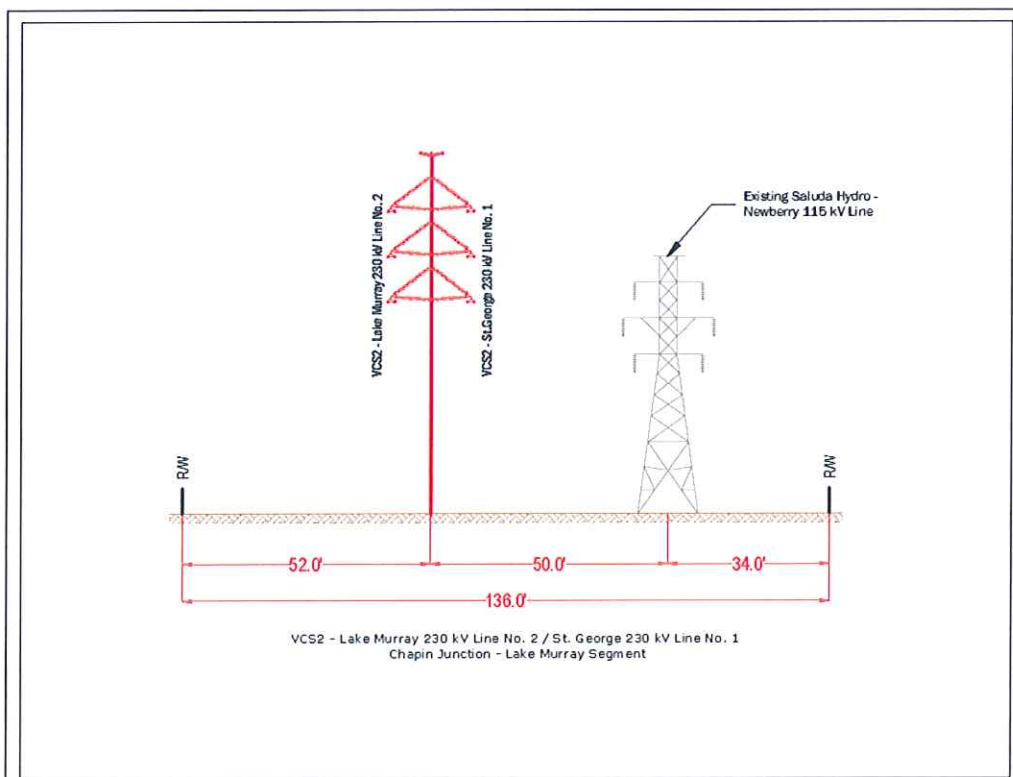 VCS2 - Lake Murray 230 kV Line No. 2
VCS2 - St.George 230 kV Line No. 1
Existing Saluda Hydro -
Newberry 115 kV Line
R/W
R/W
52.0'
50.0'
34.0'
136.0'
VCS2 - Lake Murray 230 kV Line No. 2 / St. George 230 kV Line No. 1
Chapin Junction - Lake Murray Segment